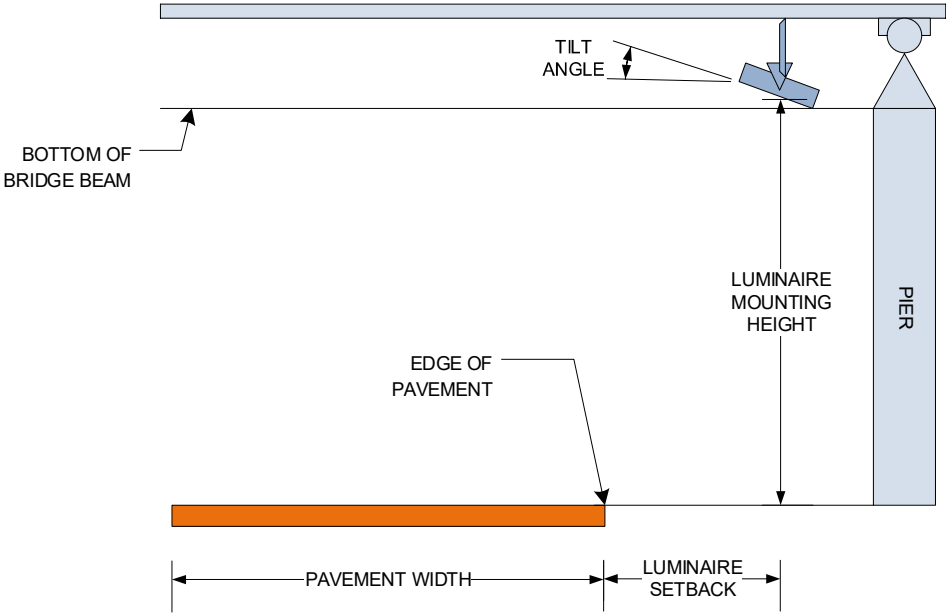 TILT
ANGLE
BOTTOM OF
BRIDGE BEAM
LUMINAIRE
MOUNTING
HEIGHT
PIER
EDGE OF
PAVEMENT
PAVEMENT WIDTH
LUMINAIRE
SETBACK